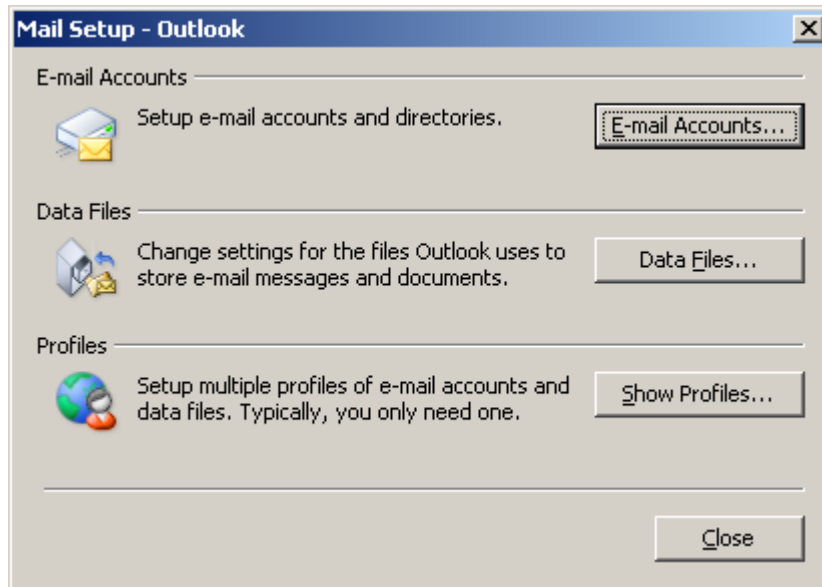 Mail Setup - Outlook
E-mail Accounts
Setup e-mail accounts and directories.
E-mail Accounts...
Data Files
Change settings for the files Outlook uses to
store e-mail messages and documents.
Data Files...
Profiles
Setup multiple profiles of e-mail accounts and
data files. Typically, you only need one.
Show Profiles...
Close